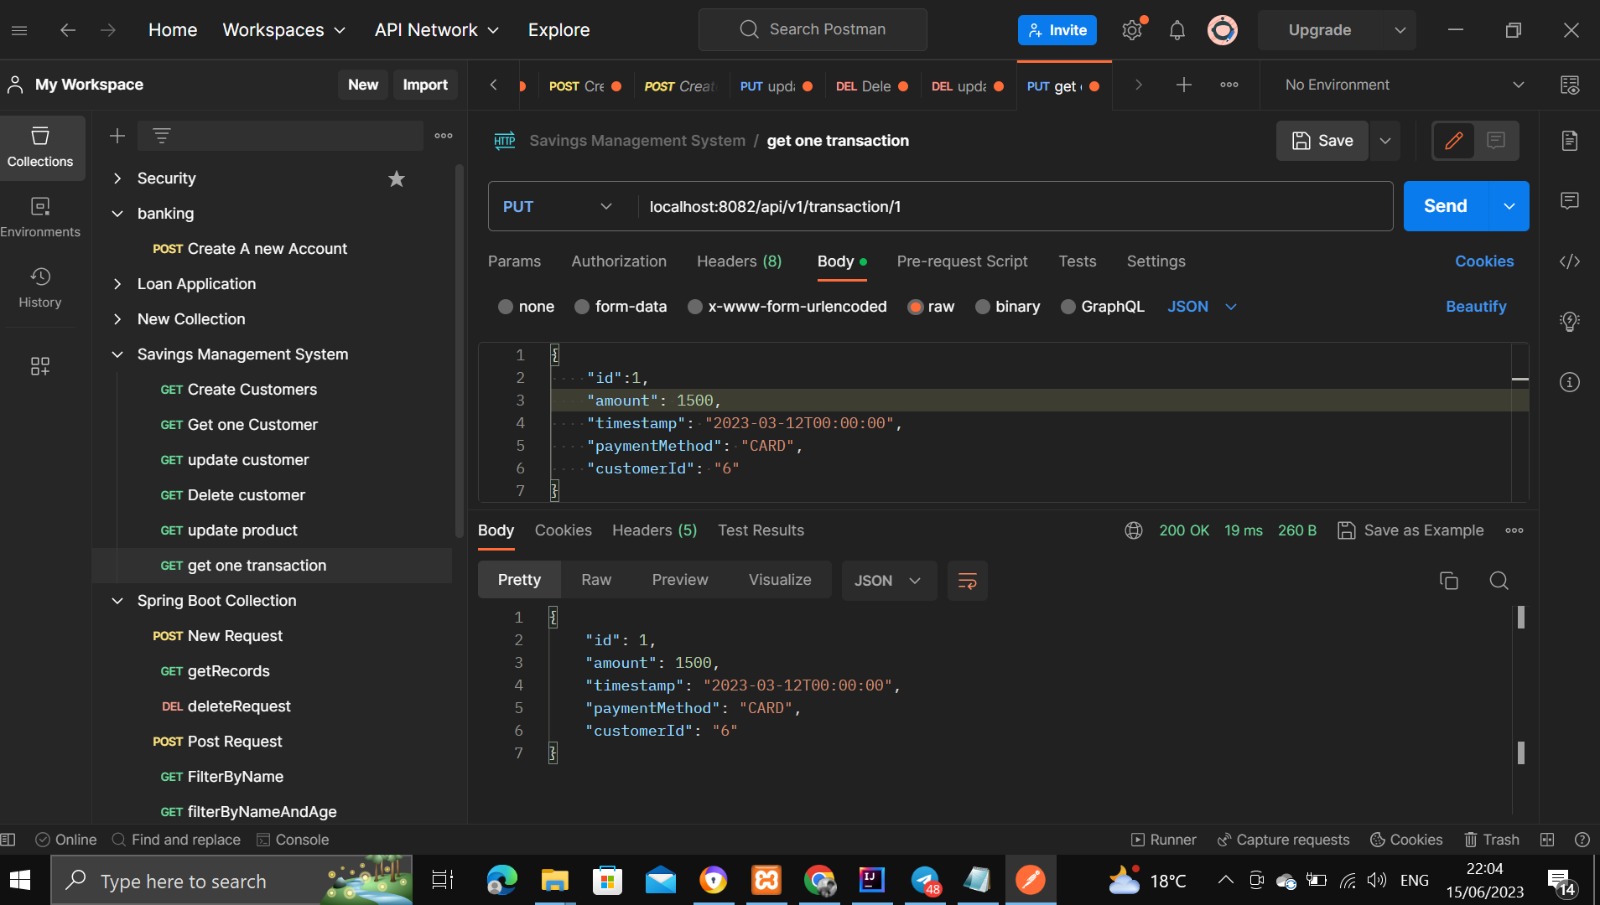 Home Workspaces API Network Explore Search Postman Invite Upgrade
My Workspace New Import POST Cre POST Creat PUT upda DEL Dele DEL upda PUT get No Environment
Collections
Environments
History
Security
banking
POST Create A new Account
Loan Application
New Collection
Savings Management System
GET Create Customers
GET Get one Customer
GET update customer
GET Delete customer
GET update product
GET get one transaction
Spring Boot Collection
POST New Request
GET getRecords
DEL deleteRequest
POST Post Request
GET FilterByName
GET filterByNameAndAge
HTTP Savings Management System / get one transaction Save
PUT localhost:8082/api/v1/transaction/1 Send
Params Authorization Headers (8) Body Pre-request Script Tests Settings Cookies
none form-data x-www-form-urlencoded raw binary GraphQL JSON Beautify
1 {
2 "id":1,
3 "amount": 1500,
4 "timestamp": "2023-03-12T00:00:00",
5 "paymentMethod": "CARD",
6 "customerId": "6"
7 }
Body Cookies Headers (5) Test Results 200 OK 19 ms 260 B Save as Example
Pretty Raw Preview Visualize JSON
1 {
2 "id": 1,
3 "amount": 1500,
4 "timestamp": "2023-03-12T00:00:00",
5 "paymentMethod": "CARD",
6 "customerId": "6"
7 }
Online Find and replace Console Runner Capture requests Cookies Trash
Type here to search 48 18°C ENG 22:04
15/06/2023 14